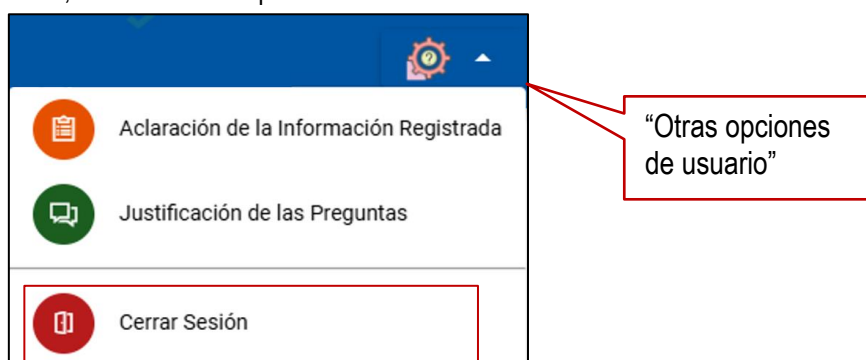 Aclaración de la Información Registrada
“Otras opciones
de usuario”
Justificación de las Preguntas
Cerrar Sesión